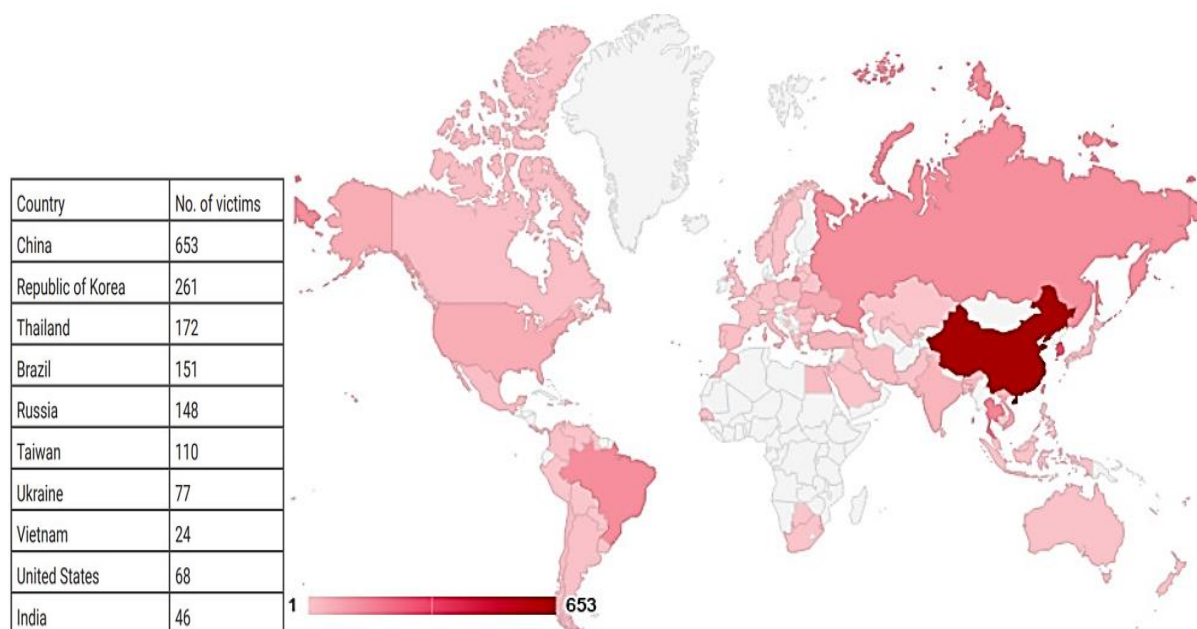 Country No. of victims
China 653
Republic of Korea 261
Thailand 172
Brazil 151
Russia 148
Taiwan 110
Ukraine 77
Vietnam 24
United States 68
India 46
1 653